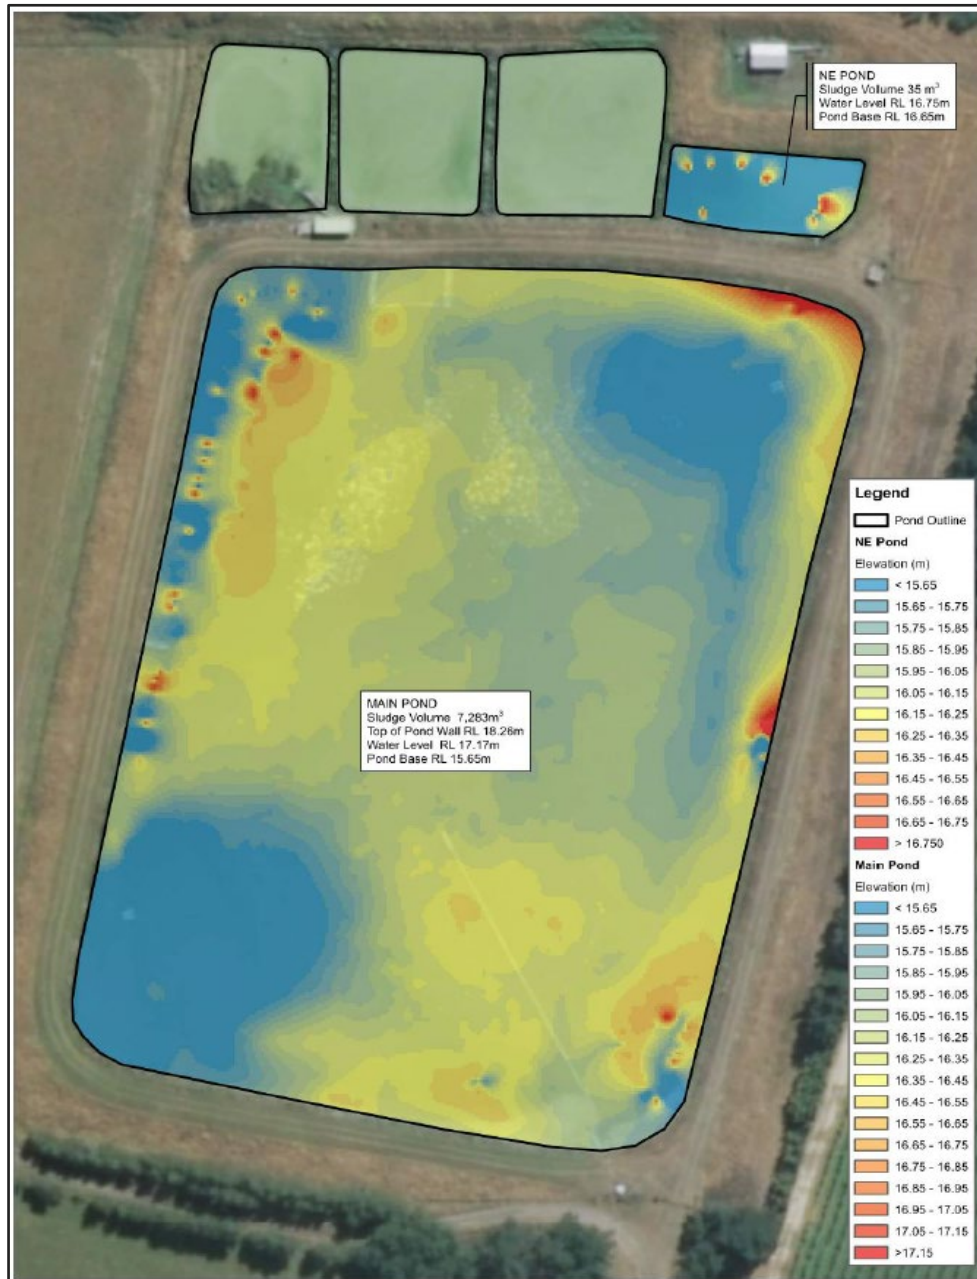 NE POND
Sludge Volume 35 m³
Water Level RL 16.75m
Pond Base RL 16.65m
MAIN POND
Sludge Volume 7,283m³
Top of Pond Wall RL 18.26m
Water Level RL 17.17m
Pond Base RL 15.65m
Legend
Pond Outline
NE Pond
Elevation (m)
< 15.65
15.65 - 15.75
15.75 - 15.85
15.85 - 15.95
15.95 - 16.05
16.05 - 16.15
16.15 - 16.25
16.25 - 16.35
16.35 - 16.45
16.45 - 16.55
16.55 - 16.65
16.65 - 16.75
> 16.750
Main Pond
Elevation (m)
< 15.65
15.65 - 15.75
15.75 - 15.85
15.85 - 15.95
15.95 - 16.05
16.05 - 16.15
16.15 - 16.25
16.25 - 16.35
16.35 - 16.45
16.45 - 16.55
16.55 - 16.65
16.65 - 16.75
16.75 - 16.85
16.85 - 16.95
16.95 - 17.05
17.05 - 17.15
>17.15